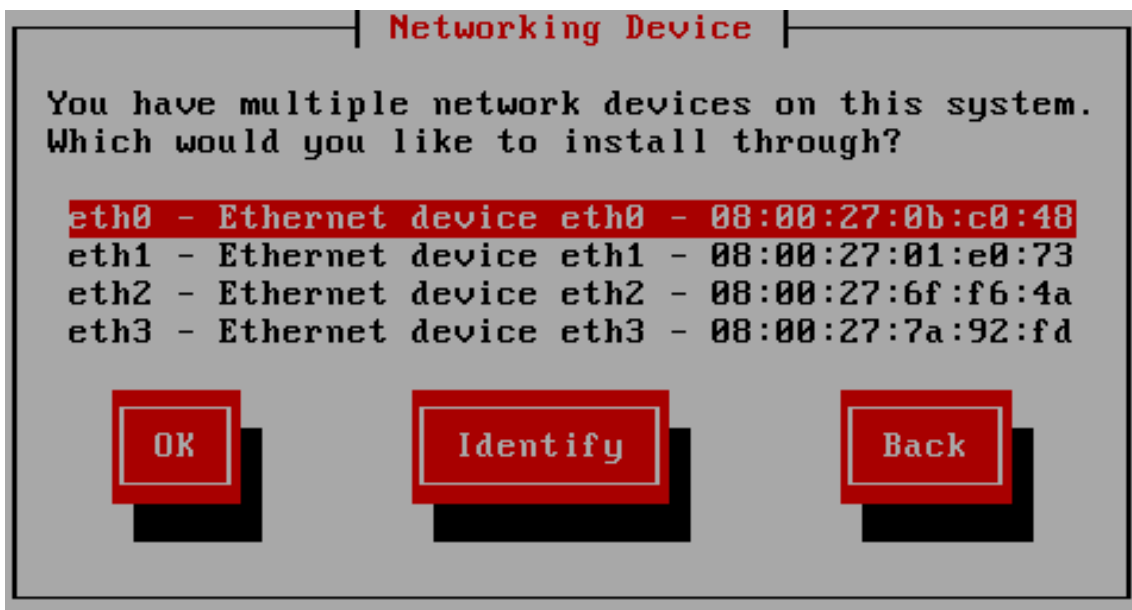 Networking Device
You have multiple network devices on this system.
Which would you like to install through?
eth0 - Ethernet device eth0 - 08:00:27:0b:c0:48
eth1 - Ethernet device eth1 - 08:00:27:01:e0:73
eth2 - Ethernet device eth2 - 08:00:27:6f:f6:4a
eth3 - Ethernet device eth3 - 08:00:27:7a:92:fd
OK Identify Back